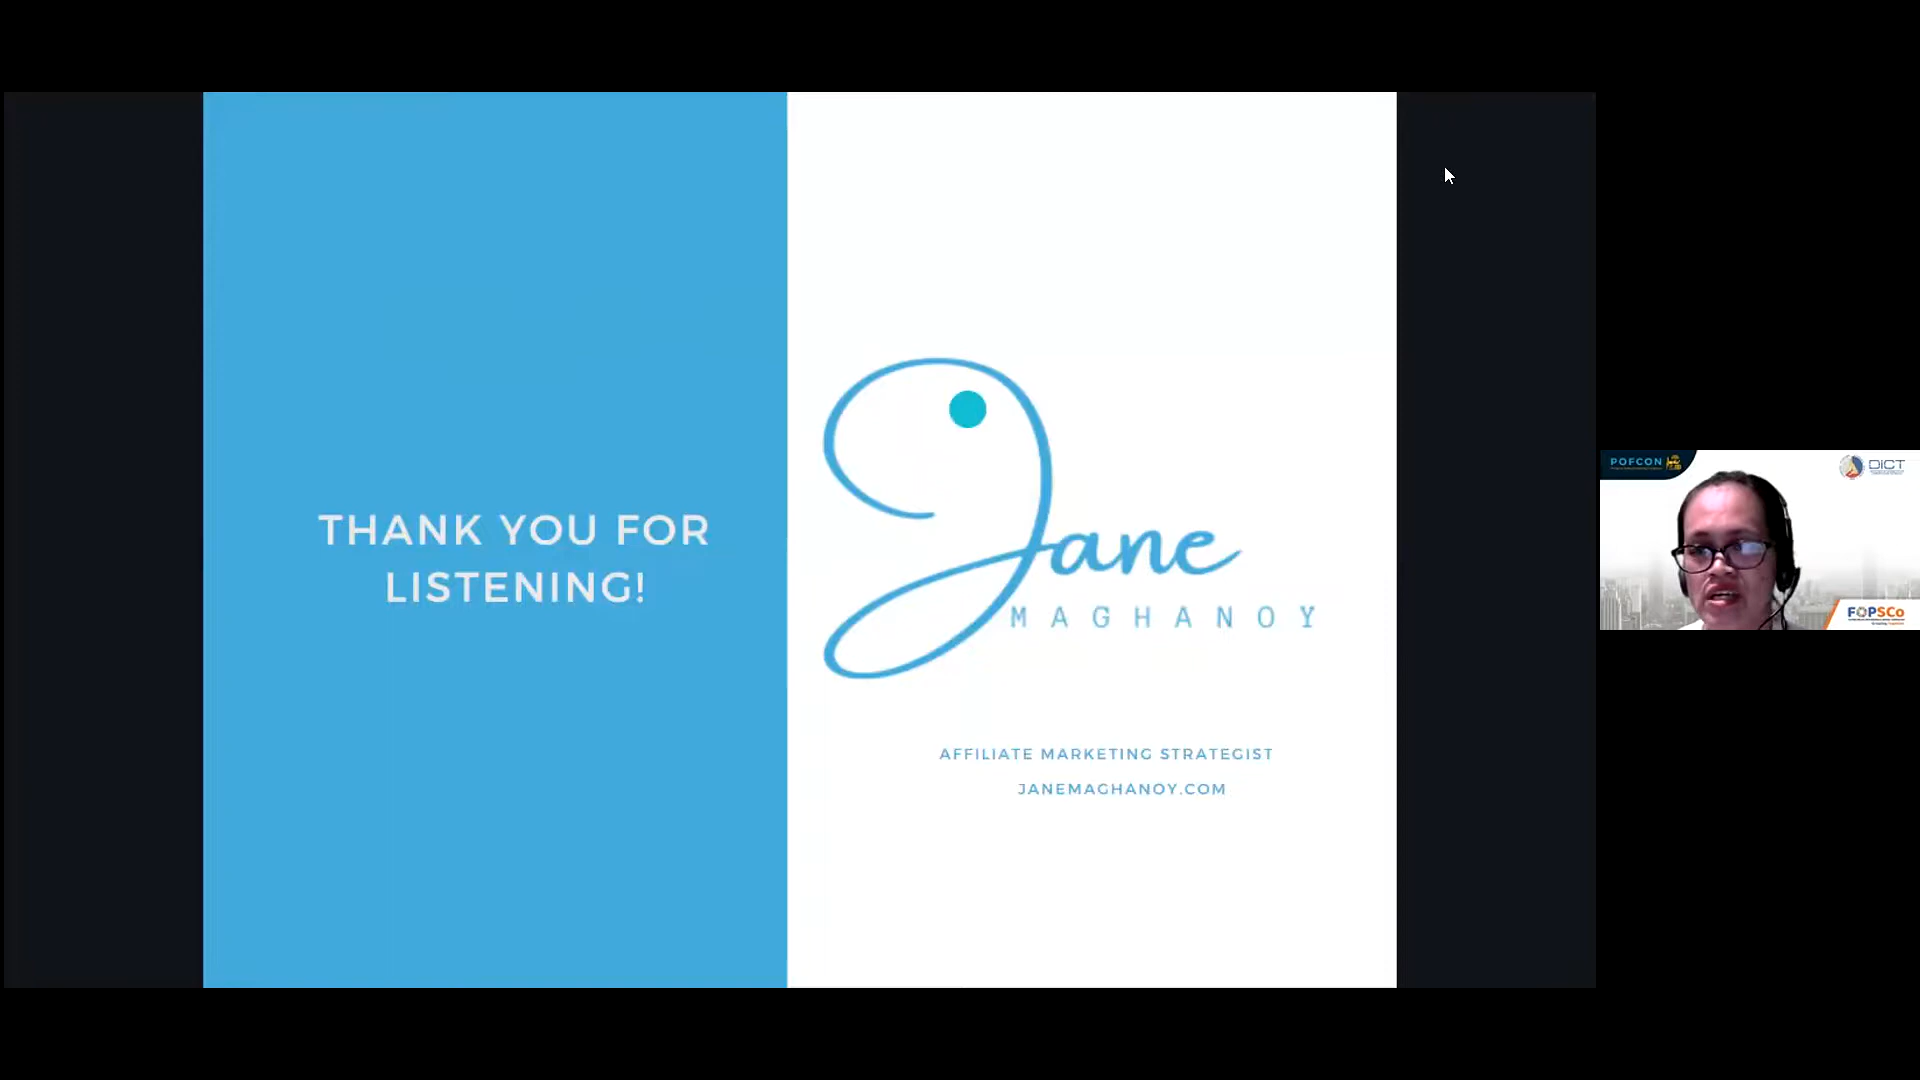 THANK YOU FOR
LISTENING!
Jane
MAGHANOY
AFFILIATE MARKETING STRATEGIST
JANEMAGHANOY.COM
POFCON
DICT
FOPSCo